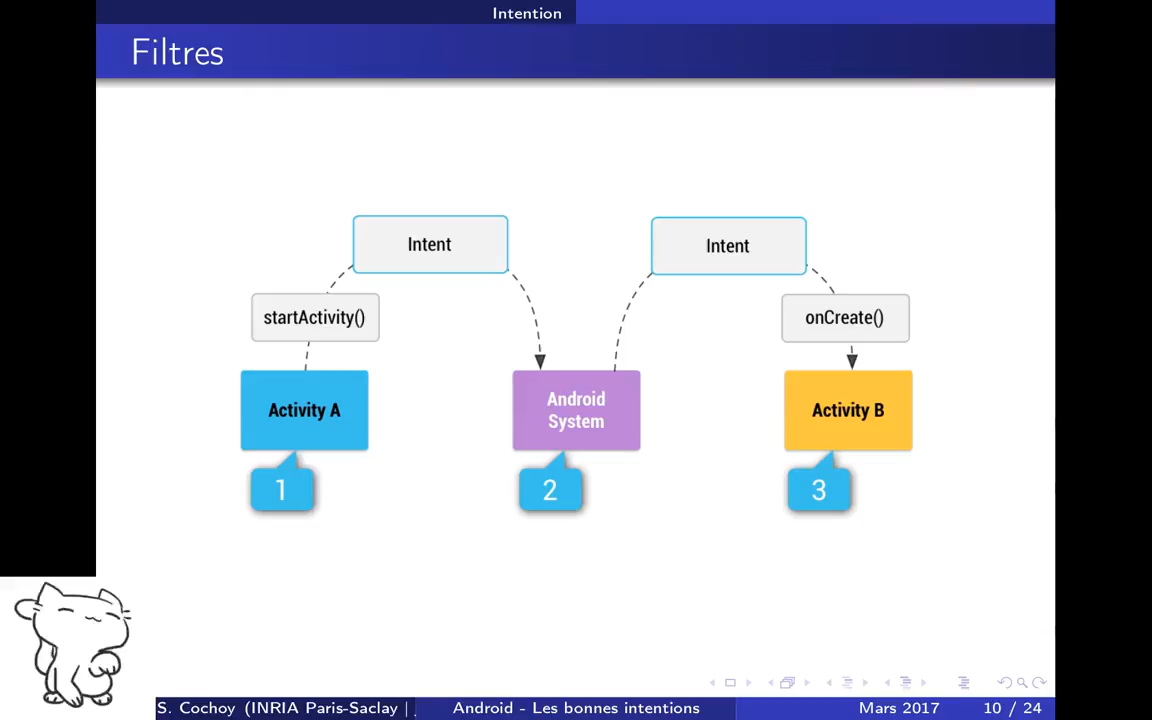 Intention
Filtres
Intent
Intent
startActivity()
onCreate()
Activity A
Android
System
Activity B
1
2
3
S. Cochoy (INRIA Paris-Saclay |
Android - Les bonnes intentions
Mars 2017
10 / 24